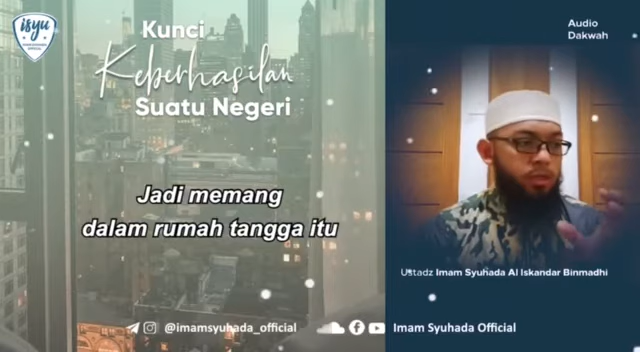 isyu
Kunci
Keberhasilan
Suatu Negeri
Jadi memang
dalam rumah tangga itu
Audio
Dakwah
Ustadz Imam Syuhada Al Iskandar Binmadhi
@imamsyuhada_official
Imam Syuhada Official